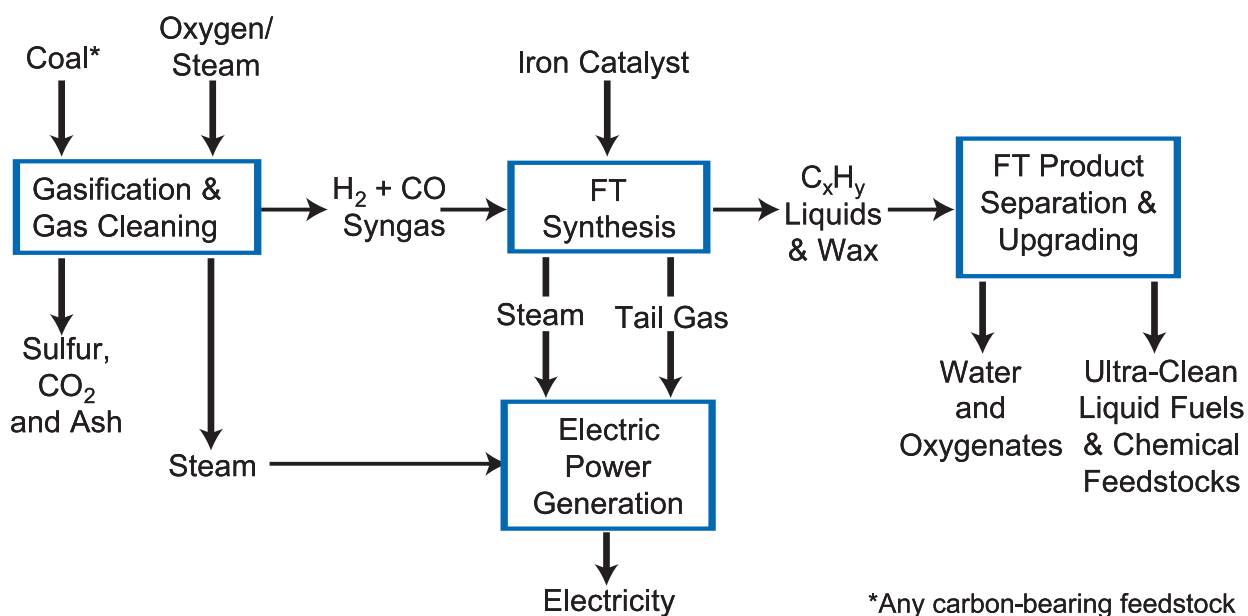 Coal*
Oxygen/
Steam
Iron Catalyst
Gasification &
Gas Cleaning
H₂ + CO
Syngas
FT
Synthesis
CₓHᵧ
Liquids
& Wax
FT Product
Separation &
Upgrading
Sulfur,
CO₂
and Ash
Steam
Steam
Tail Gas
Electric
Power
Generation
Electricity
Water
and
Oxygenates
Ultra-Clean
Liquid Fuels
& Chemical
Feedstocks
*Any carbon-bearing feedstock